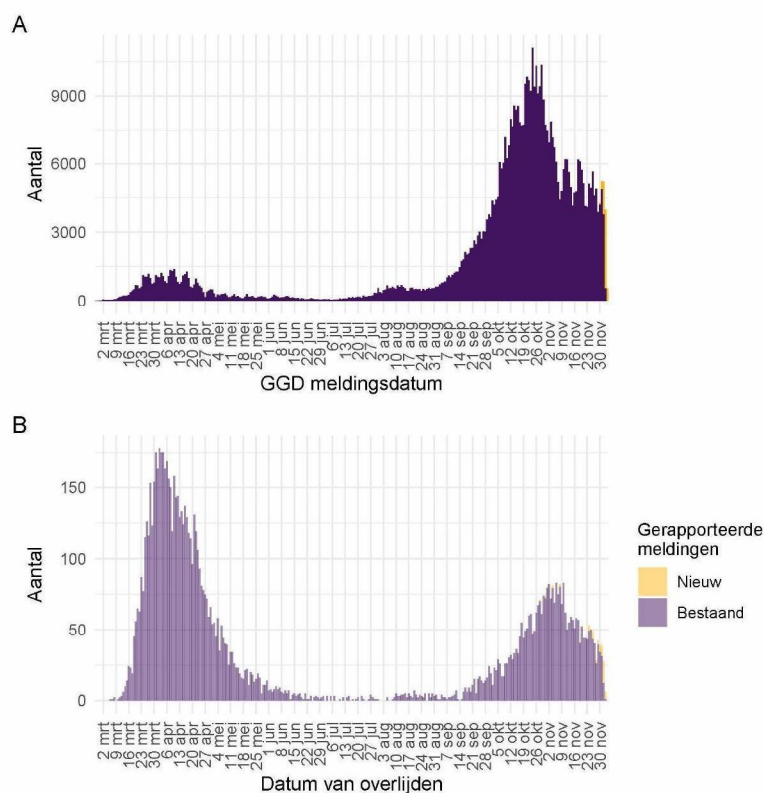 A
9000
6000
3000
0
Aantal
2 mrt
9 mrt
16 mrt
23 mrt
30 mrt
6 apr
13 apr
20 apr
27 apr
4 mei
11 mei
18 mei
25 mei
1 jun
8 jun
15 jun
22 jun
29 jun
6 jul
13 jul
20 jul
27 jul
3 aug
10 aug
17 aug
24 aug
31 aug
7 sep
14 sep
21 sep
28 sep
5 okt
12 okt
19 okt
26 okt
2 nov
9 nov
16 nov
23 nov
30 nov
GGD meldingsdatum
B
150
100
50
0
Aantal
2 mrt
9 mrt
16 mrt
23 mrt
30 mrt
6 apr
13 apr
20 apr
27 apr
4 mei
11 mei
18 mei
25 mei
1 jun
8 jun
15 jun
22 jun
29 jun
6 jul
13 jul
20 jul
27 jul
3 aug
10 aug
17 aug
24 aug
31 aug
7 sep
14 sep
21 sep
28 sep
5 okt
12 okt
19 okt
26 okt
2 nov
9 nov
16 nov
23 nov
30 nov
Datum van overlijden
Gerapporteerde
meldingen
Nieuw
Bestaand